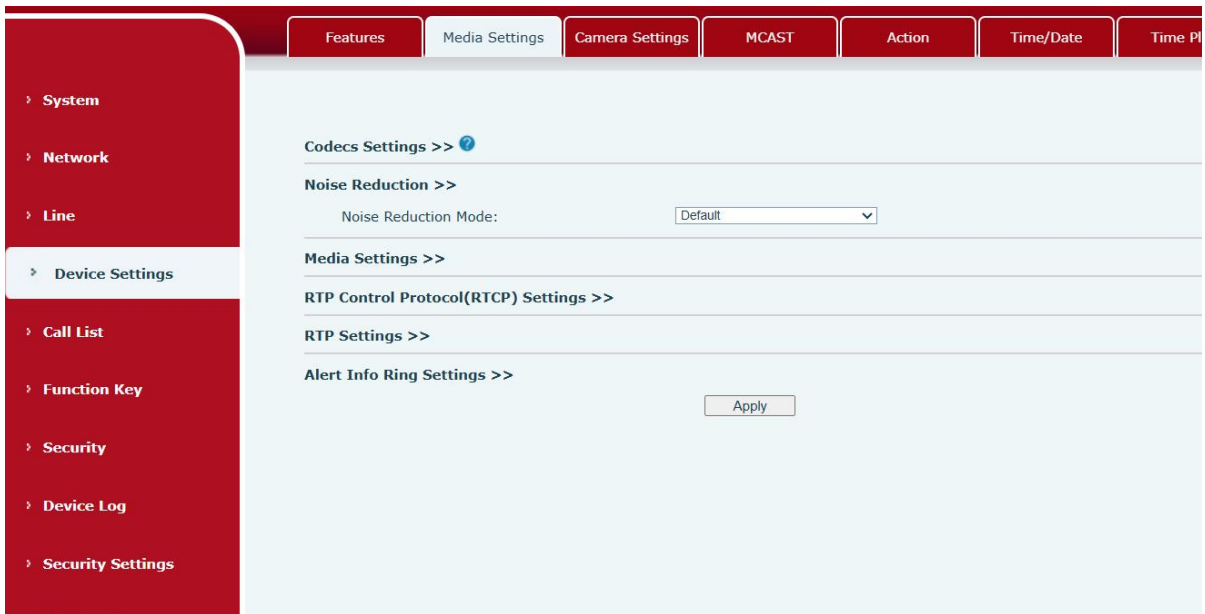 Features Media Settings Camera Settings MCAST Action Time/Date Time Pl
System
Network
Line
Device Settings
Call List
Function Key
Security
Device Log
Security Settings
Codecs Settings >> ?
Noise Reduction >>
Noise Reduction Mode: Default
Media Settings >>
RTP Control Protocol(RTCP) Settings >>
RTP Settings >>
Alert Info Ring Settings >>
Apply